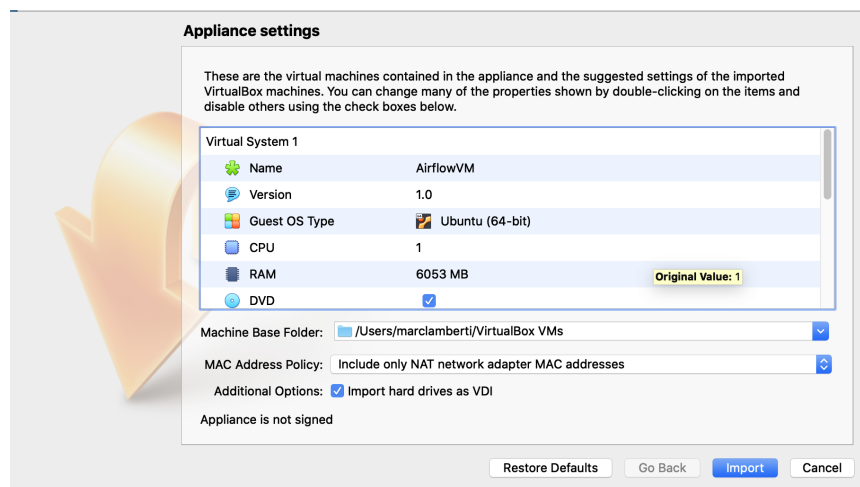 Appliance settings
These are the virtual machines contained in the appliance and the suggested settings of the imported
VirtualBox machines. You can change many of the properties shown by double-clicking on the items and
disable others using the check boxes below.
Virtual System 1
Name AirflowVM
Version 1.0
Guest OS Type Ubuntu (64-bit)
CPU 1
RAM 6053 MB
Original Value: 1
DVD
Machine Base Folder: /Users/marclamberti/VirtualBox VMs
MAC Address Policy: Include only NAT network adapter MAC addresses
Additional Options: Import hard drives as VDI
Appliance is not signed
Restore Defaults Go Back Import Cancel